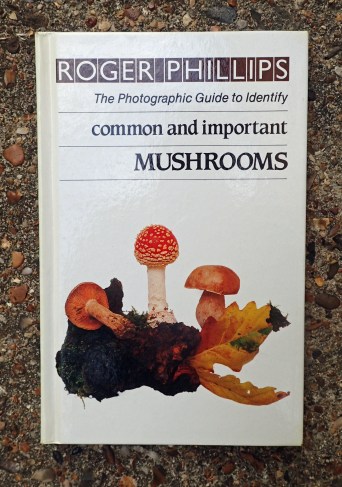 ROGER PHILLIPS
The Photographic Guide to Identify
common and important
MUSHROOMS